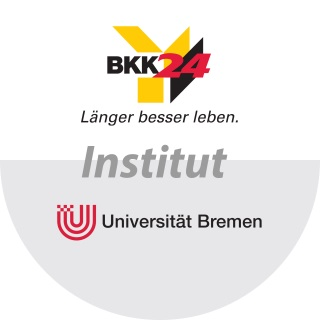 BKK24
Länger besser leben.
Institut
Universität Bremen